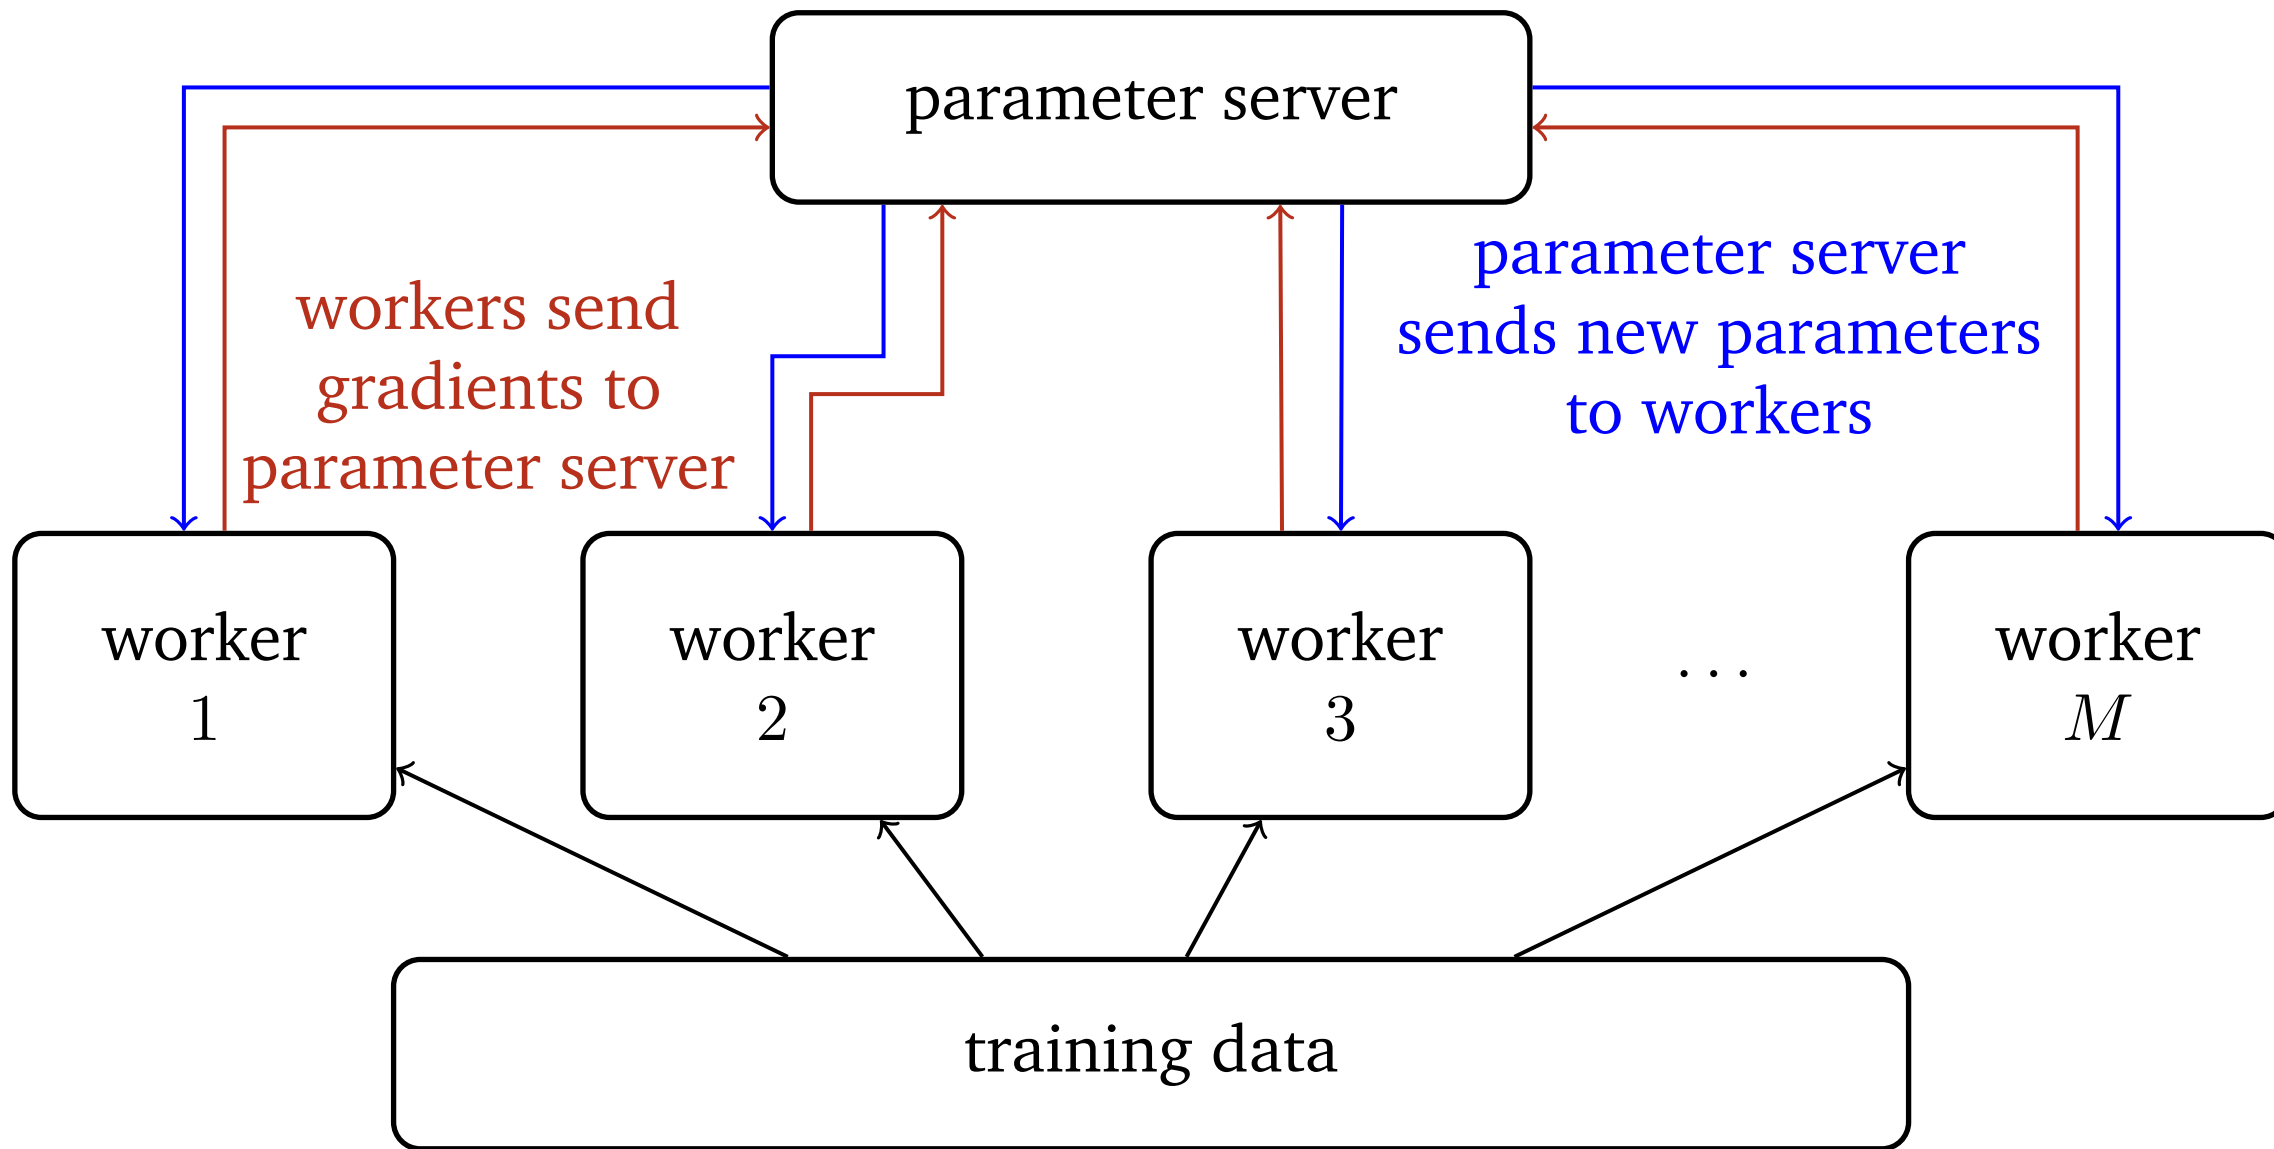 parameter server
workers send
gradients to
parameter server
parameter server
sends new parameters
to workers
worker
1
worker
2
worker
3
. . .
worker
M
training data